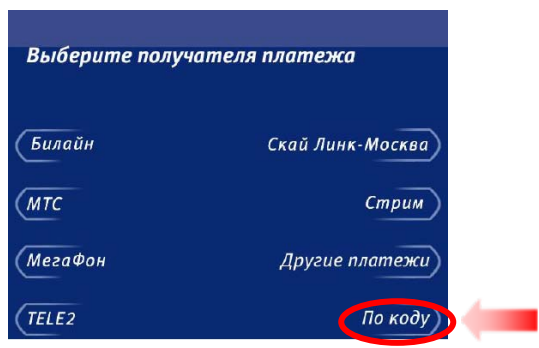 Выберите получателя платежа
Билайн
Скай Линк-Москва
МТС
Стрим
МегаФон
Другие платежи
TELE2
По коду